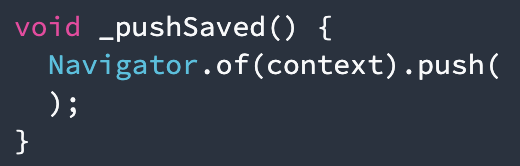 void _pushSaved() {
  Navigator.of(context).push(
  );
}